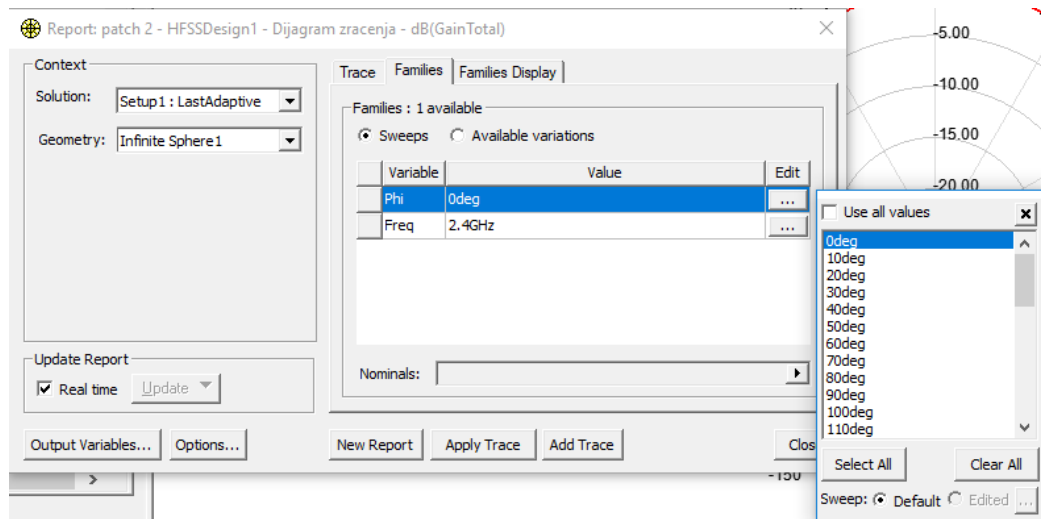 Report: patch 2 - HFSSDesign1 - Dijagram zracenja - dB(GainTotal)
Context
Solution: Setup1 : LastAdaptive
Geometry: Infinite Sphere1
Update Report
Real time Update
Output Variables... Options...
Trace Families Families Display
Families : 1 available
Sweeps Available variations
Variable Value Edit
Phi 0deg ...
Freq 2.4GHz ...
Nominals:
New Report Apply Trace Add Trace Clos
-5.00
-10.00
-15.00
-20.00
-150
Use all values
0deg
10deg
20deg
30deg
40deg
50deg
60deg
70deg
80deg
90deg
100deg
110deg
Select All Clear All
Sweep: Default Edited ...